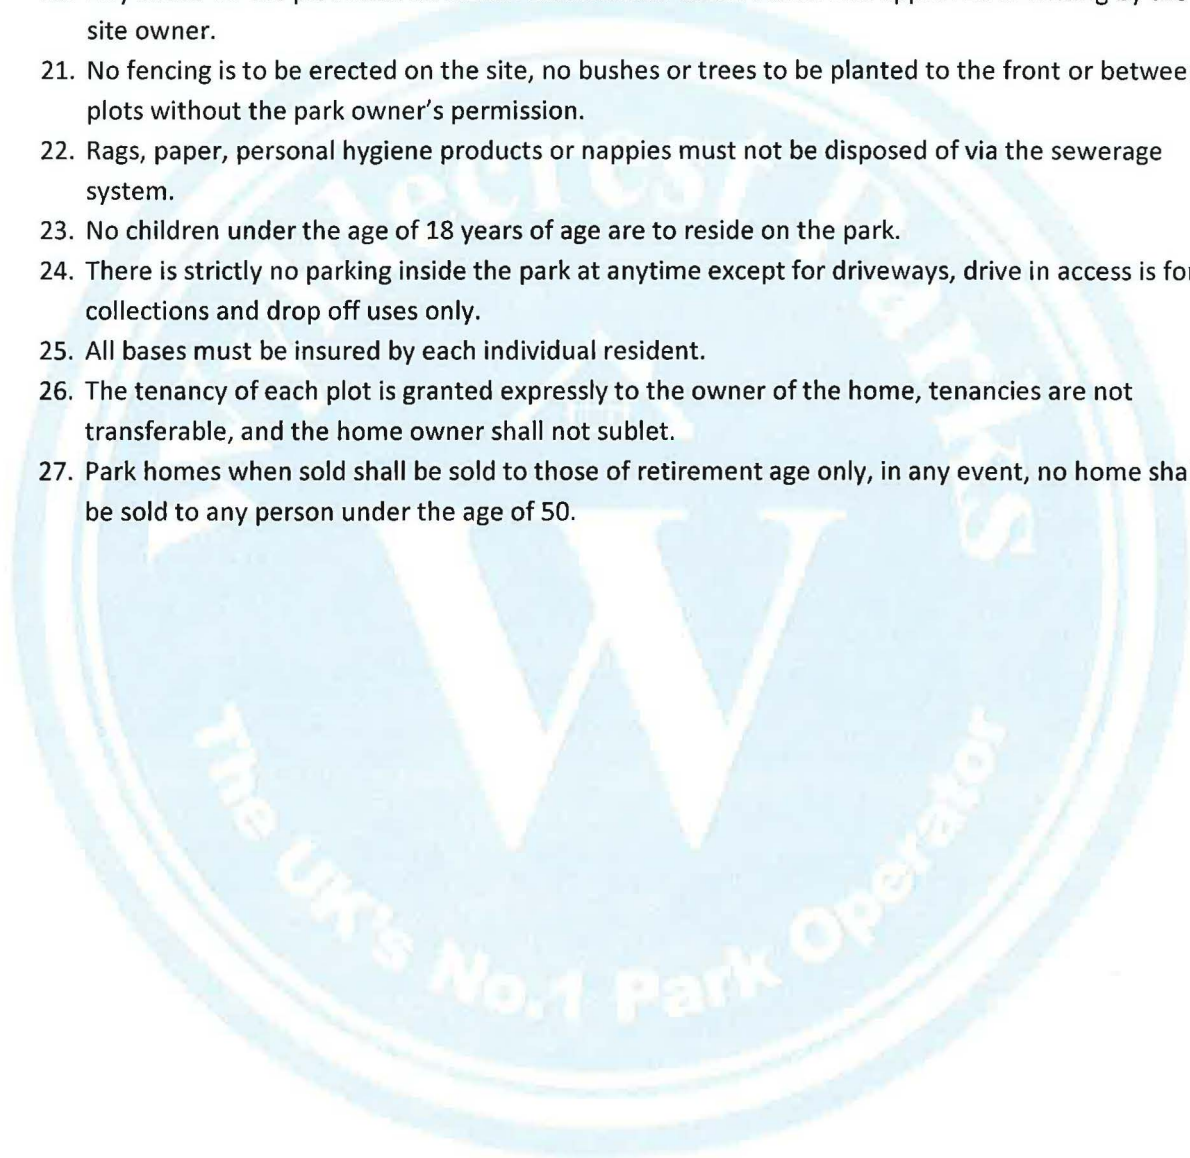 site owner.
21. No fencing is to be erected on the site, no bushes or trees to be planted to the front or betwee
plots without the park owner's permission.
22. Rags, paper, personal hygiene products or nappies must not be disposed of via the sewerage
system.
23. No children under the age of 18 years of age are to reside on the park.
24. There is strictly no parking inside the park at anytime except for driveways, drive in access is for
collections and drop off uses only.
25. All bases must be insured by each individual resident.
26. The tenancy of each plot is granted expressly to the owner of the home, tenancies are not
transferable, and the home owner shall not sublet.
27. Park homes when sold shall be sold to those of retirement age only, in any event, no home sha
be sold to any person under the age of 50.
Wyldecrest Parks
W
The UK's No.1 Park Operator